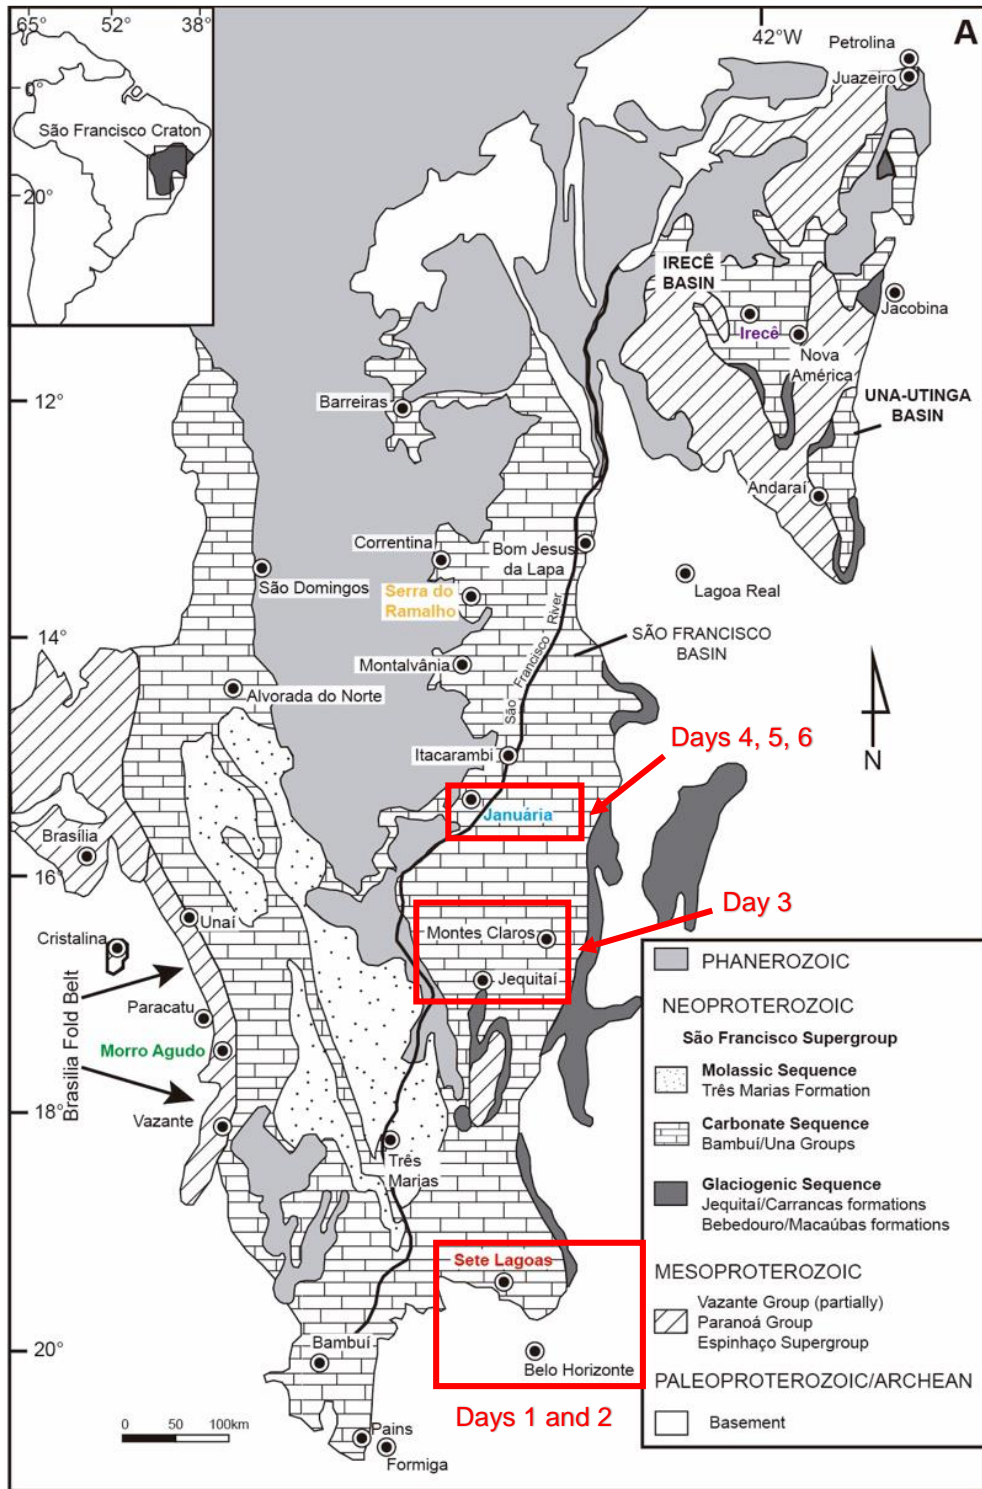 65°
52°
38°
42°W
A
0°
20°
São Francisco Craton
Petrolina
Juazeiro
IRECÊ
BASIN
Jacobina
Irecê
Nova
América
UNA-UTINGA
BASIN
12°
Barreiras
Andaraí
Correntina
Bom Jesus
da Lapa
São Domingos
Serra do
Ramalho
Lagoa Real
14°
São Francisco River
SÃO FRANCISCO
BASIN
Montalvânia
Alvorada do Norte
Itacarambi
Days 4, 5, 6
N
Januária
Brasília
16°
Unaí
Day 3
Cristalina
Montes Claros
Jequitaí
Brasilia Fold Belt
Paracatu
Morro Agudo
18°
Vazante
Três
Marias
Sete Lagoas
20°
Bambuí
Belo Horizonte
Days 1 and 2
0 50 100km
Pains
Formiga
PHANEROZOIC
NEOPROTEROZOIC
São Francisco Supergroup
Molassic Sequence
Três Marias Formation
Carbonate Sequence
Bambuí/Una Groups
Glaciogenic Sequence
Jequitaí/Carrancas formations
Bebedouro/Macaúbas formations
MESOPROTEROZOIC
Vazante Group (partially)
Paranoá Group
Espinhaço Supergroup
PALEOPROTEROZOIC/ARCHEAN
Basement